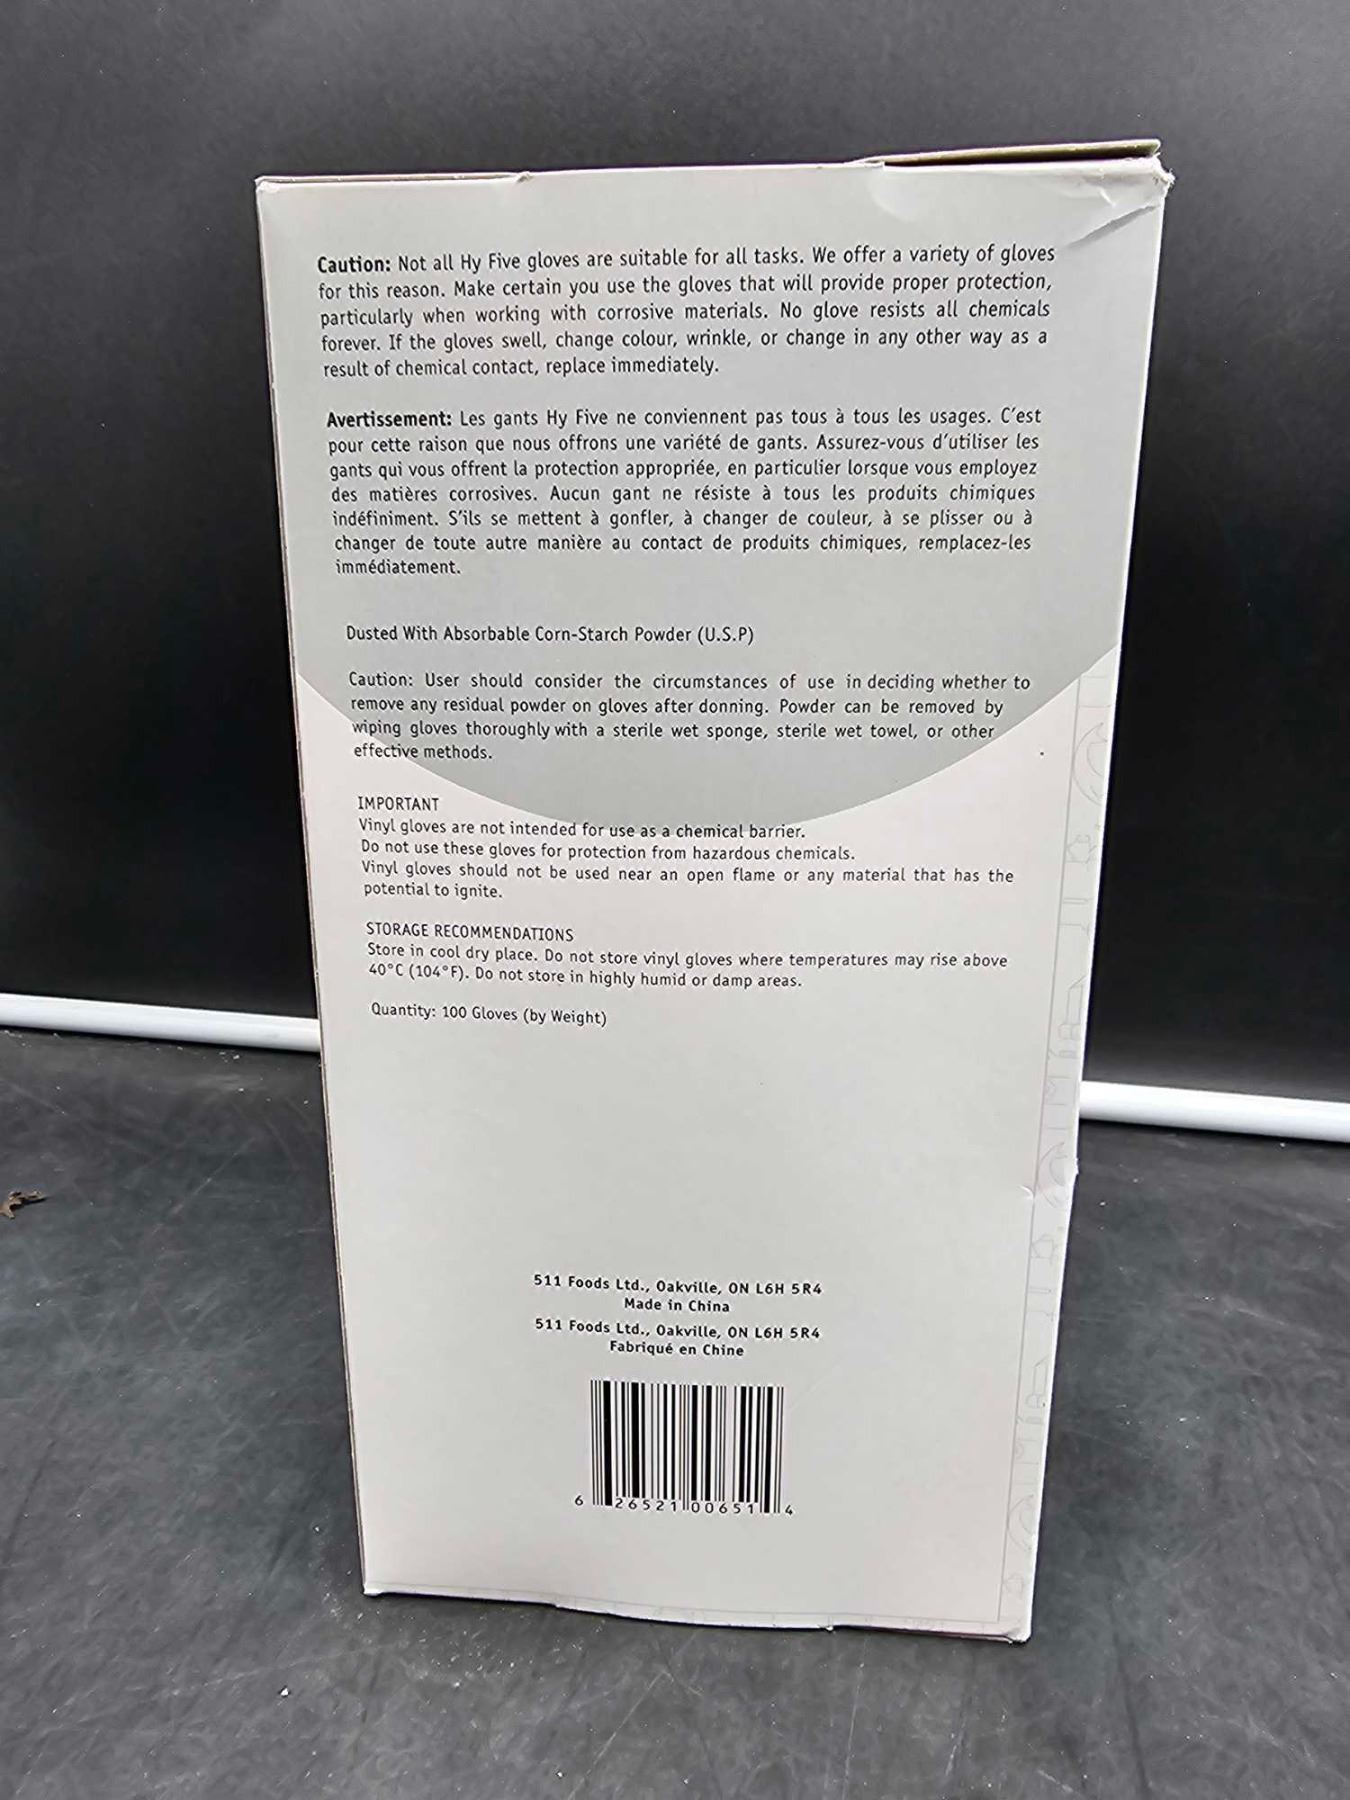 Caution: Not all Hy Five gloves are suitable for all tasks. We offer a variety of gloves
for this reason. Make certain you use the gloves that will provide proper protection,
particularly when working with corrosive materials. No glove resists all chemicals
forever. If the gloves swell, change colour, wrinkle, or change in any other way as a
result of chemical contact, replace immediately.
Avertissement: Les gants Hy Five ne conviennent pas tous à tous les usages. C'est
pour cette raison que nous offrons une variété de gants. Assurez-vous d'utiliser les
gants qui vous offrent la protection appropriée, en particulier lorsque vous employez
des matières corrosives. Aucun gant ne résiste à tous les produits chimiques
indéfiniment. S'ils se mettent à gonfler, à changer de couleur, à se plisser ou à
changer de toute autre manière au contact de produits chimiques, remplacez-les
immédiatement.
Dusted With Absorbable Corn-Starch Powder (U.S.P)
Caution: User should consider the circumstances of use in deciding whether to
remove any residual powder on gloves after donning. Powder can be removed by
wiping gloves thoroughly with a sterile wet sponge, sterile wet towel, or other
effective methods.
IMPORTANT
Vinyl gloves are not intended for use as a chemical barrier.
Do not use these gloves for protection from hazardous chemicals.
Vinyl gloves should not be used near an open flame or any material that has the
potential to ignite.
STORAGE RECOMMENDATIONS
Store in cool dry place. Do not store vinyl gloves where temperatures may rise above
40°C (104°F). Do not store in highly humid or damp areas.
Quantity: 100 Gloves (by Weight)
511 Foods Ltd., Oakville, ON L6H 5R4
Made in China
511 Foods Ltd., Oakville, ON L6H 5R4
Fabriqué en Chine
6 26521 00651 4